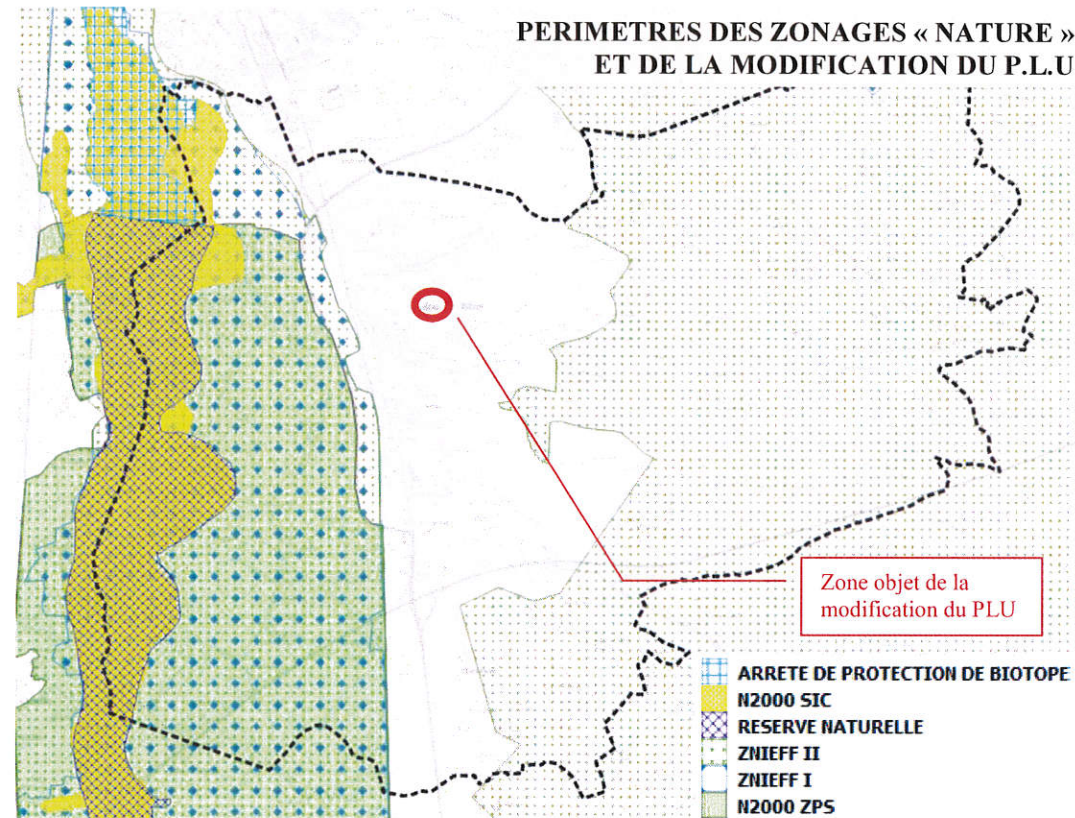 PERIMETRES DES ZONAGES « NATURE »
ET DE LA MODIFICATION DU P.L.U
Zone objet de la
modification du PLU
ARRETE DE PROTECTION DE BIOTOPE
N2000 SIC
RESERVE NATURELLE
ZNIEFF II
ZNIEFF I
N2000 ZPS